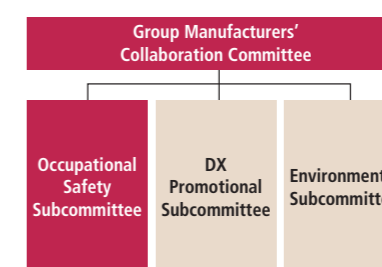 Group Manufacturers’
Collaboration Committee
Occupational
Safety
Subcommittee
DX
Promotional
Subcommittee
Environment
Subcommitte